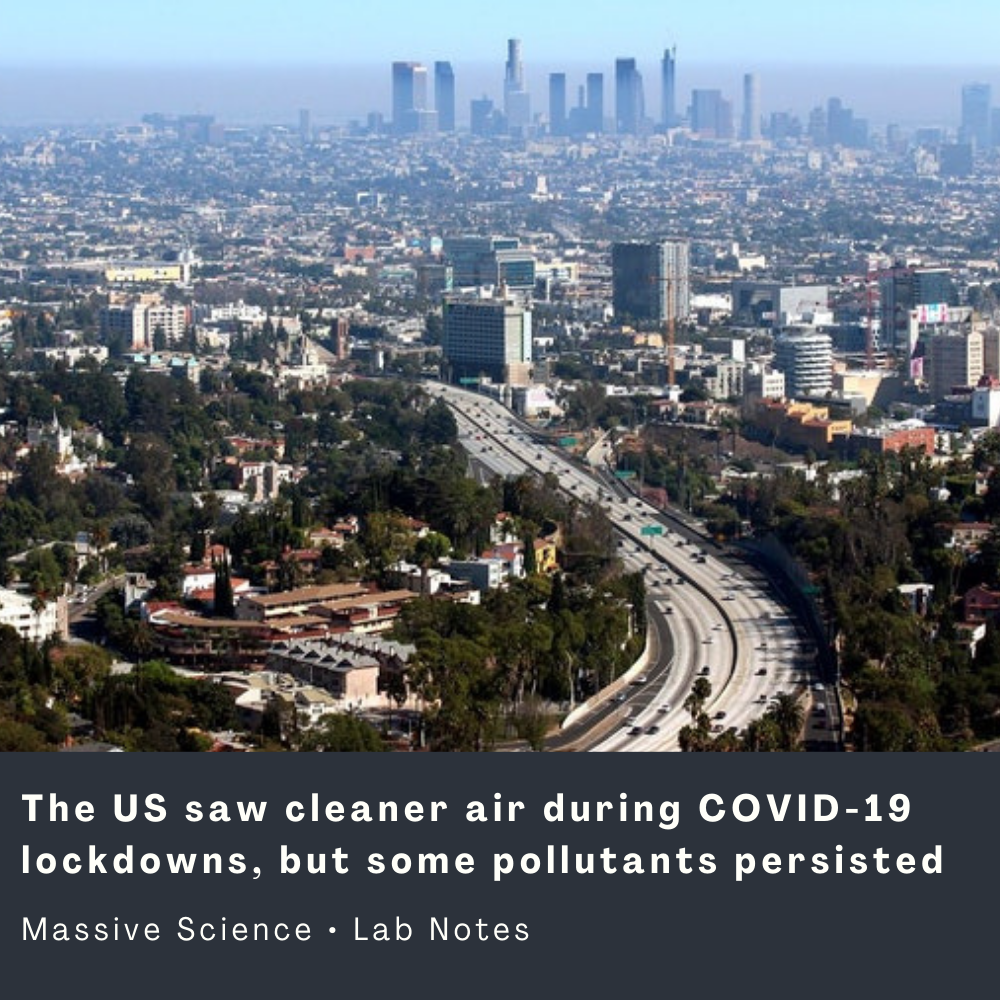 The US saw cleaner air during COVID-19
lockdowns, but some pollutants persisted
Massive Science • Lab Notes